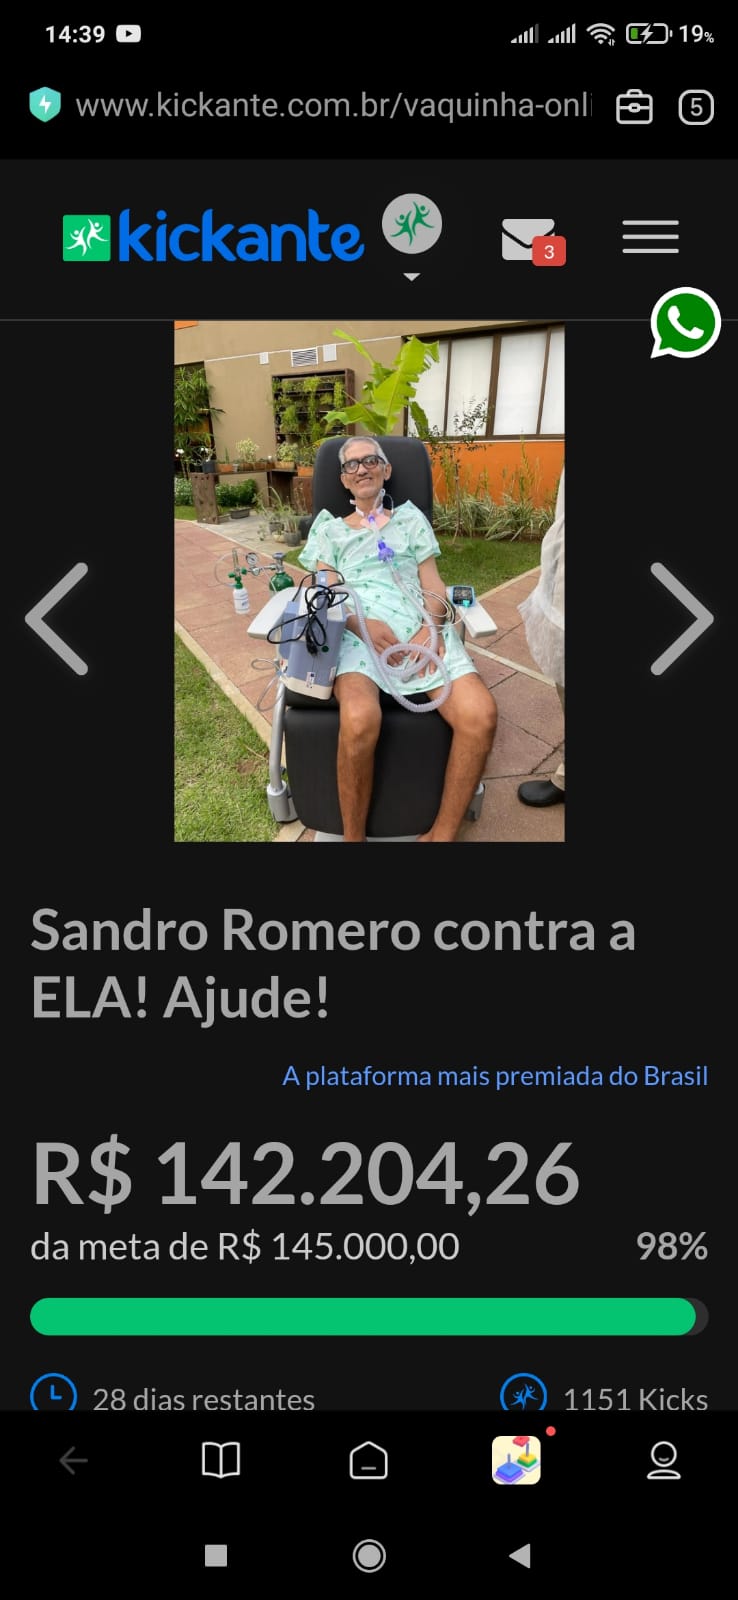 14:39
19%
www.kickante.com.br/vaquinha-onli
5
kickante
3
Sandro Romero contra a
ELA! Ajude!
A plataforma mais premiada do Brasil
R$ 142.204,26
da meta de R$ 145.000,00 98%
28 dias restantes 1151 Kicks